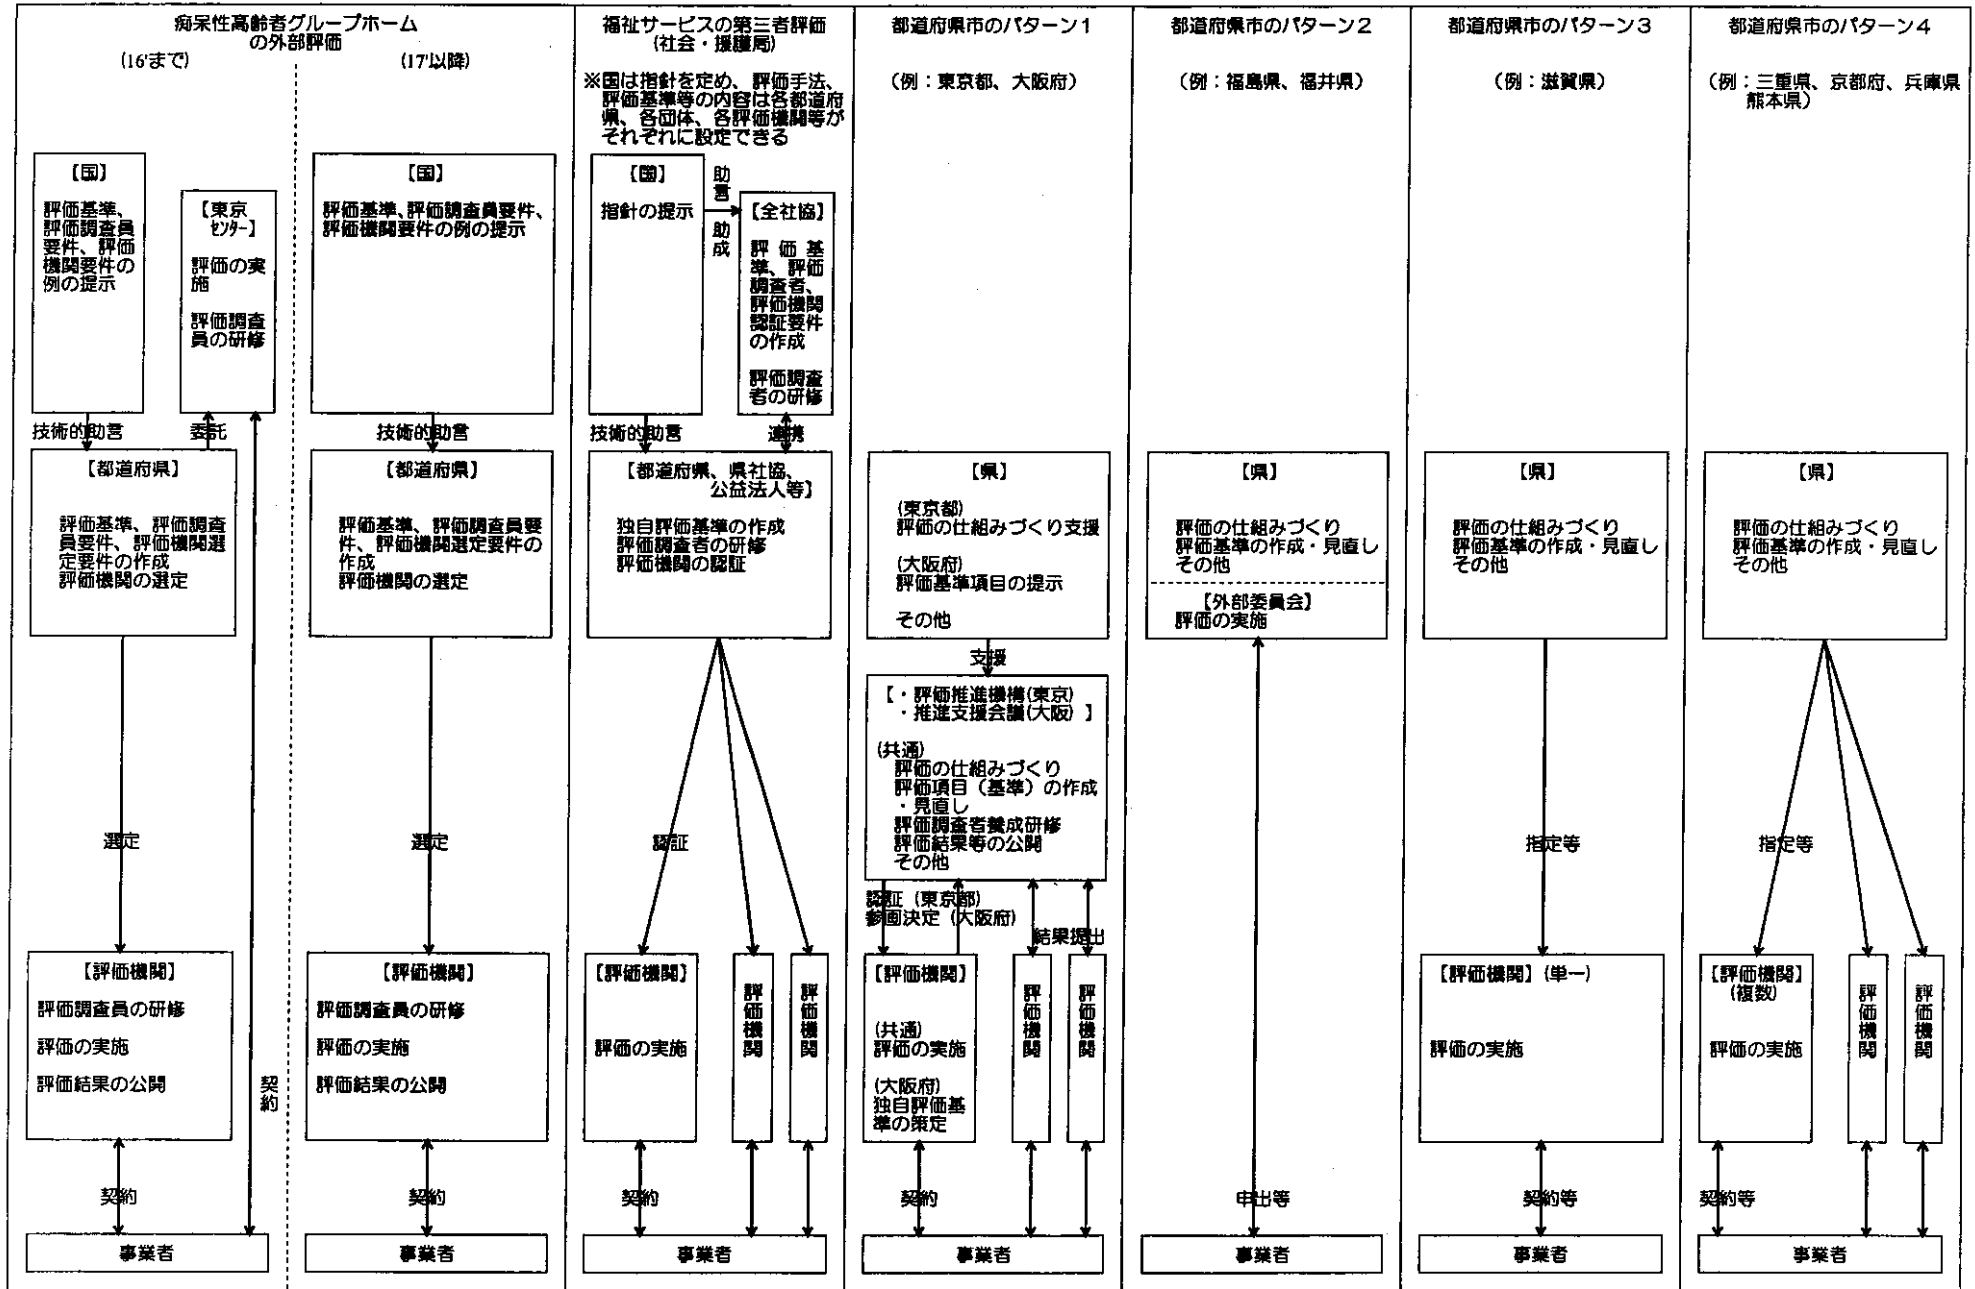 痴呆性高齢者グループホーム
の外部評価
(16'まで)
(17'以降)
【国】
評価基準、
評価調査員
要件、評価
機関要件の
例の提示
【東京
センター】
評価の実
施
評価調査
員の研修
技術的助言
委託
【都道府県】
評価基準、評価調査
員要件、評価機関選
定要件の作成
評価機関の選定
選定
【評価機関】
評価調査員の研修
評価の実施
評価結果の公開
契約
契約
事業者
【国】
評価基準、評価調査員要件、
評価機関要件の例の提示
技術的助言
【都道府県】
評価基準、評価調査員要
件、評価機関選定要件の
作成
評価機関の選定
選定
【評価機関】
評価調査員の研修
評価の実施
評価結果の公開
契約
事業者
福祉サービスの第三者評価
(社会・援護局)
※国は指針を定め、評価手法、
評価基準等の内容は各都道府
県、各団体、各評価機関等が
それぞれに設定できる
【国】
指針の提示
助言
助成
【全社協】
評価基
準、評価
調査者、
評価機関
認証要件
の作成
評価調査
者の研修
技術的助言
連携
【都道府県、県社協、
公益法人等】
独自評価基準の作成
評価調査者の研修
評価機関の認証
認証
【評価機関】
評価の実施
評価機関
評価機関
契約
事業者
都道府県市のパターン1
(例:東京都、大阪府)
【県】
(東京都)
評価の仕組みづくり支援
(大阪府)
評価基準項目の提示
その他
支援
【・評価推進機構(東京)
・推進支援会議(大阪)】
(共通)
評価の仕組みづくり
評価項目(基準)の作成
・見直し
評価調査者養成研修
評価結果等の公開
その他
認証(東京都)
参画決定(大阪府)
結果提出
【評価機関】
(共通)
評価の実施
(大阪府)
独自評価基
準の策定
評価機関
評価機関
契約
事業者
都道府県市のパターン2
(例:福島県、福井県)
【県】
評価の仕組みづくり
評価基準の作成・見直し
その他
【外部委員会】
評価の実施
申出等
事業者
都道府県市のパターン3
(例:滋賀県)
【県】
評価の仕組みづくり
評価基準の作成・見直し
その他
指定等
【評価機関】(単一)
評価の実施
契約等
事業者
都道府県市のパターン4
(例:三重県、京都府、兵庫県
熊本県)
【県】
評価の仕組みづくり
評価基準の作成・見直し
その他
指定等
【評価機関】
(複数)
評価の実施
評価機関
評価機関
契約等
事業者